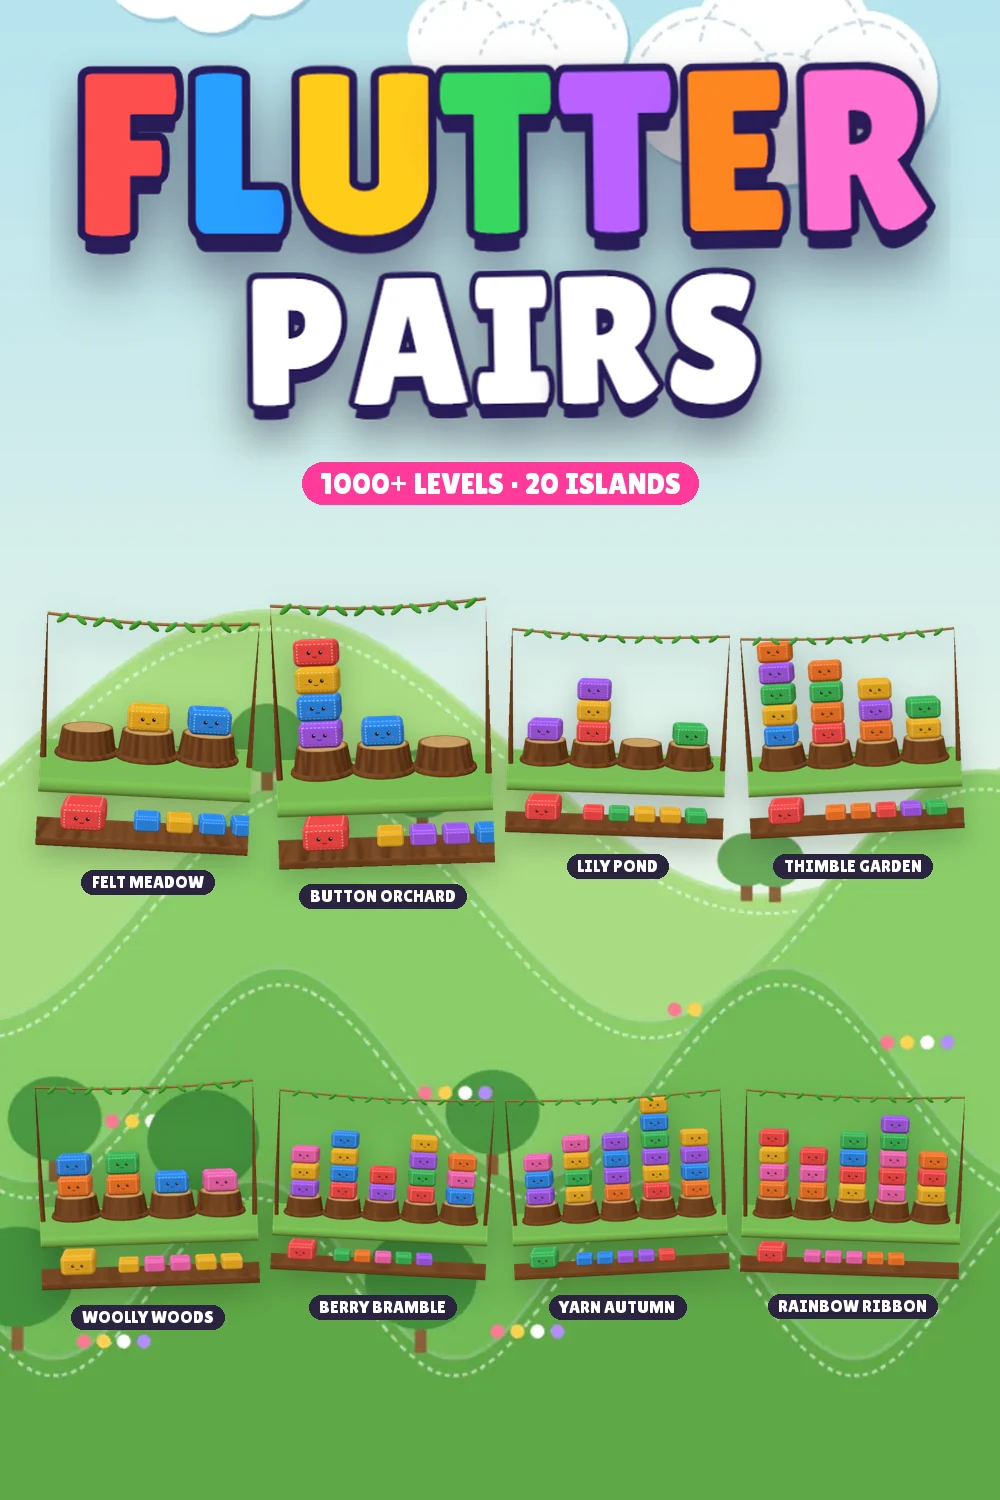 FLUTTER
PAIRS
1000+ LEVELS · 20 ISLANDS
FELT MEADOW
BUTTON ORCHARD
LILY POND
THIMBLE GARDEN
WOOLLY WOODS
BERRY BRAMBLE
YARN AUTUMN
RAINBOW RIBBON